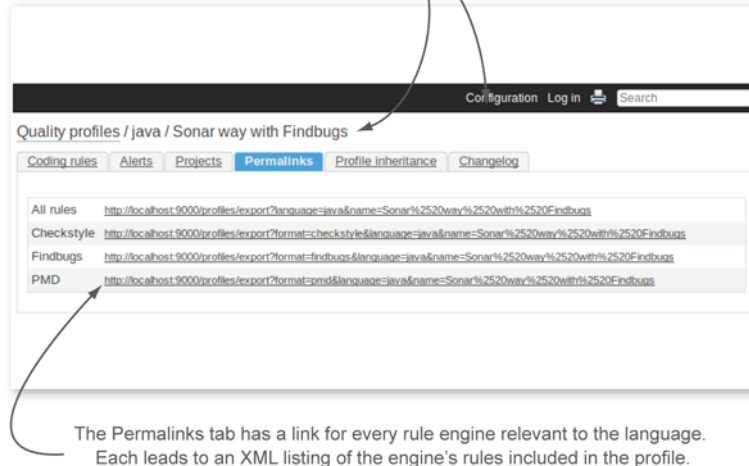 Configuration Log in Search
Quality profiles / java / Sonar way with Findbugs
Coding rules Alerts Projects Permalinks Profile inheritance Changelog
All rules http://localhost:9000/profiles/export?language=java&name=Sonar%2520way%2520with%2520Findbugs
Checkstyle http://localhost:9000/profiles/export?format=checkstyle&language=java&name=Sonar%2520way%2520with%2520Findbugs
Findbugs http://localhost:9000/profiles/export?format=findbugs&language=java&name=Sonar%2520way%2520with%2520Findbugs
PMD http://localhost:9000/profiles/export?format=pmd&language=java&name=Sonar%2520way%2520with%2520Findbugs
The Permalinks tab has a link for every rule engine relevant to the language.
Each leads to an XML listing of the engine's rules included in the profile.